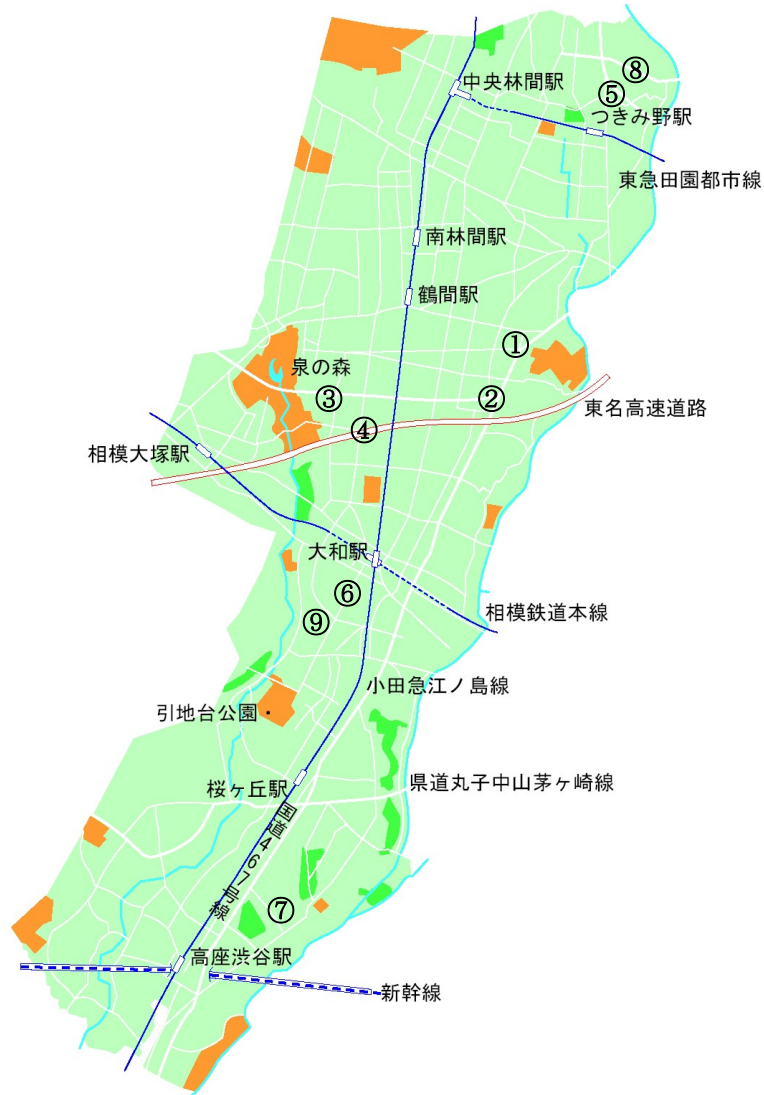 中央林間駅
⑧
⑤
つきみ野駅
東急田園都市線
南林間駅
鶴間駅
①
泉の森
③
②
東名高速道路
④
相模大塚駅
大和駅
⑥
相模鉄道本線
⑨
小田急江ノ島線
引地台公園・
桜ヶ丘駅
県道丸子中山茅ヶ崎線
国道467号線
⑦
高座渋谷駅
新幹線